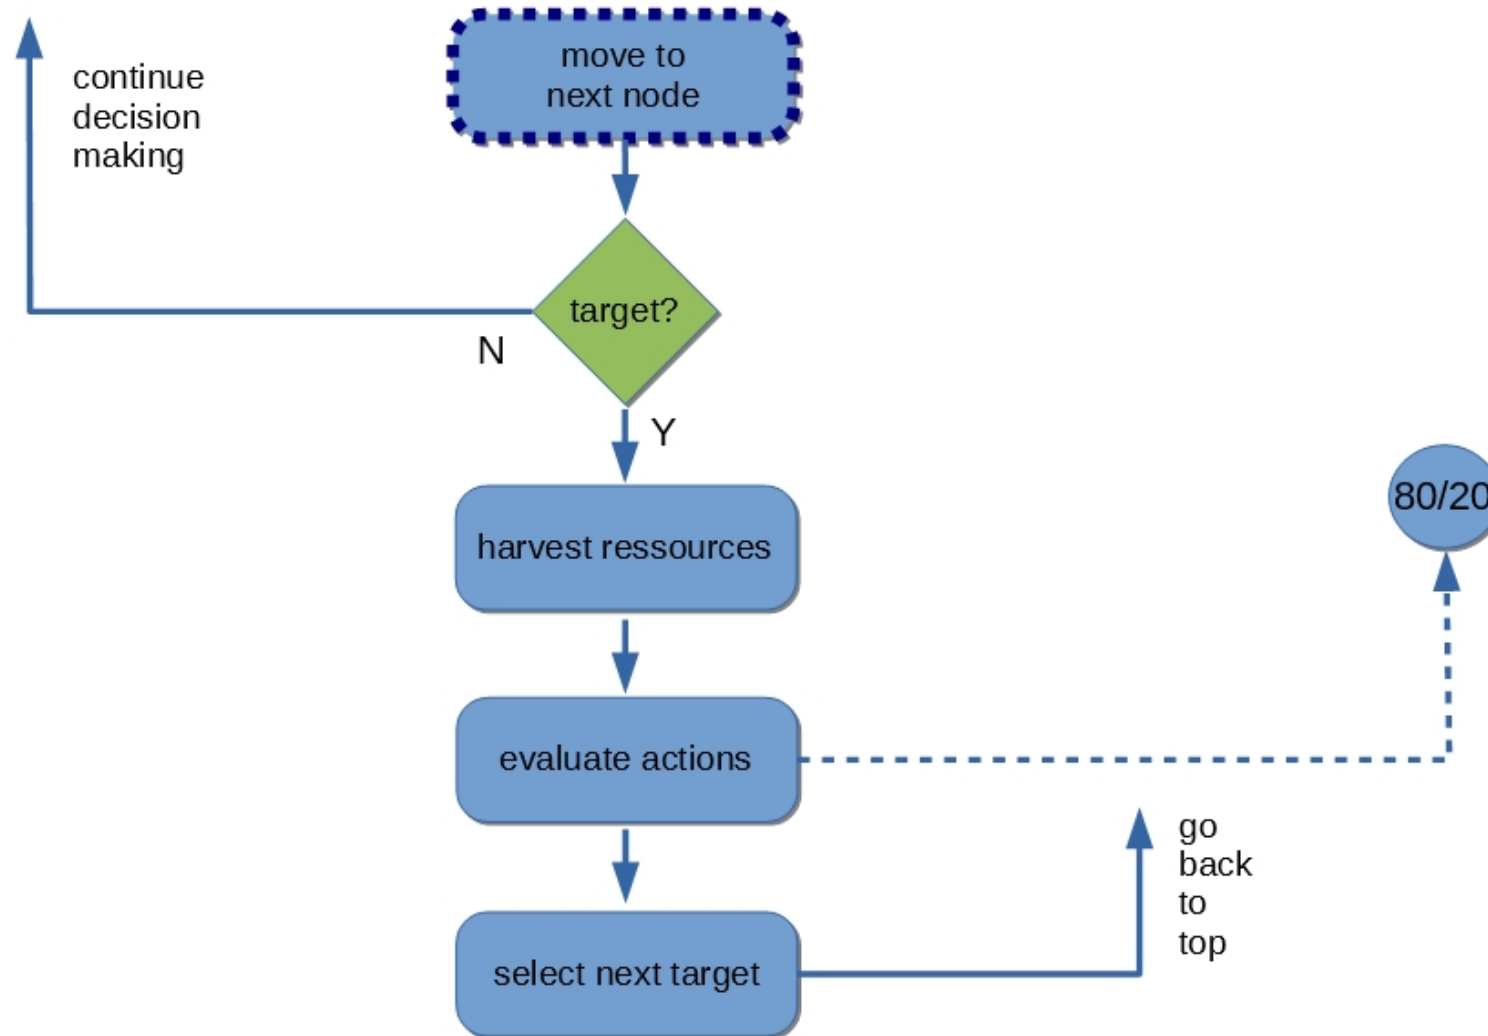 move to
next node
continue
decision
making
target?
N
Y
harvest ressources
80/20
evaluate actions
go
back
to
top
select next target